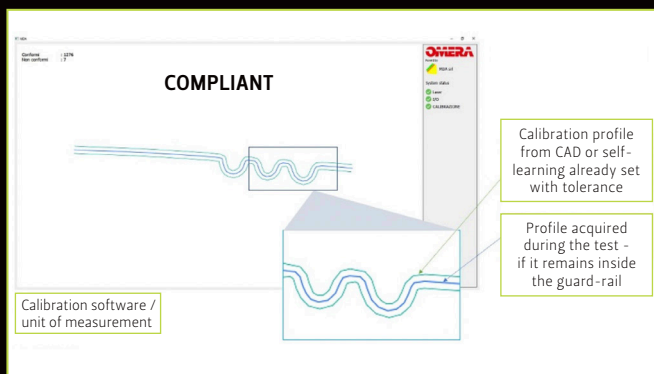 Conformi : 1276
Non conformi : 7
COMPLIANT
OMERA
System status
Laser
I/O
CALIBRAZIONE
Calibration profile
from CAD or self-
learning already set
with tolerance
Profile acquired
during the test -
if it remains inside
the guard-rail
Calibration software /
unit of measurement